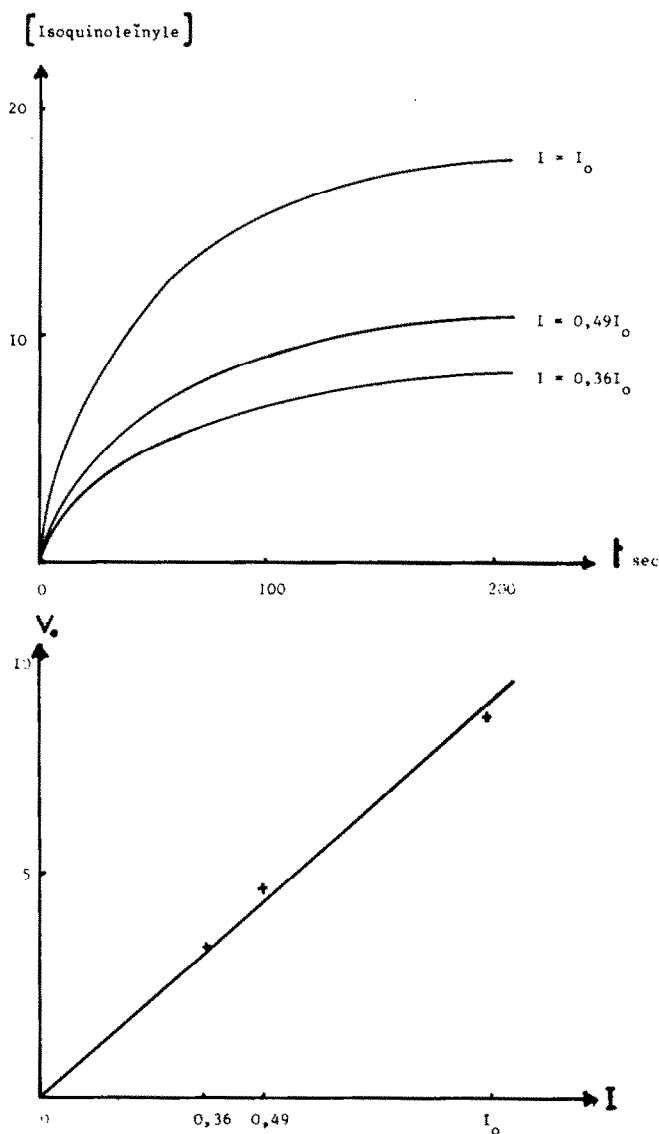 [Isoquinoleïnyle]
20
I = I₀
10
I = 0,49I₀
I = 0,36I₀
t sec
0
100
200
V₀
10
5
I
0
0,36
0,49
I₀